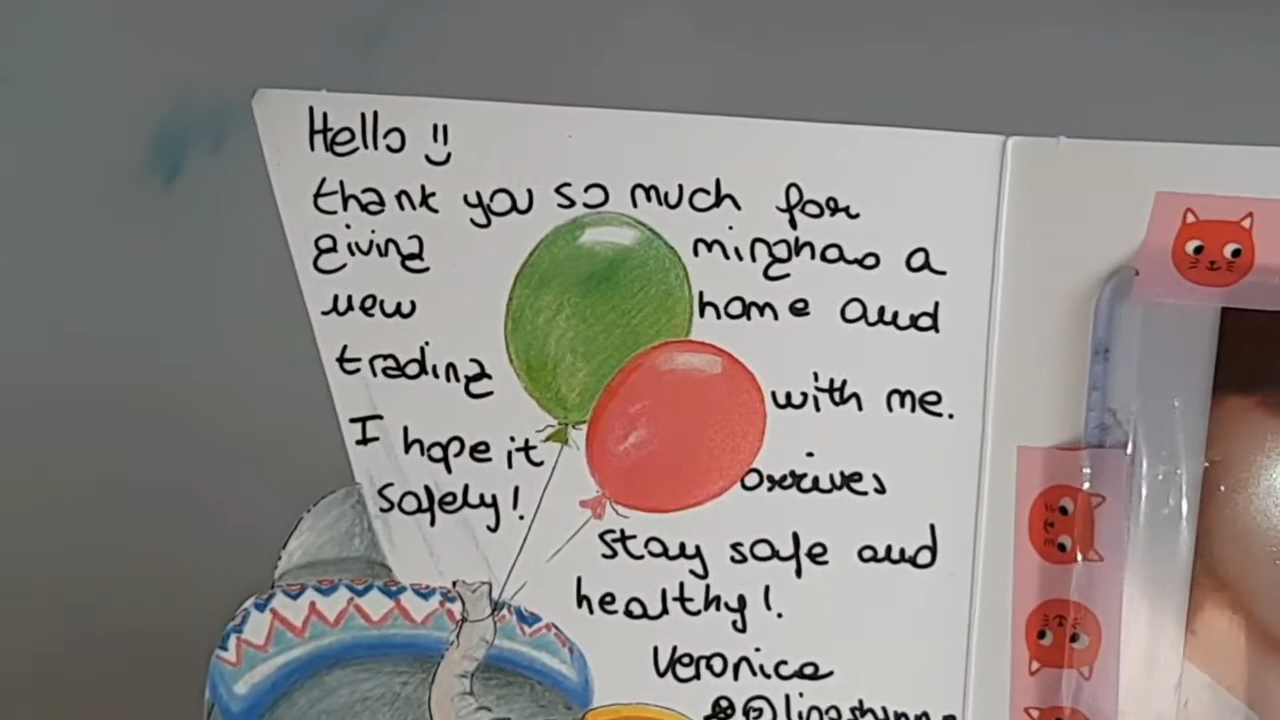 Hello !!
thank you so much for
giving minghao a
new home and
trading with me.
I hope it arrives
safely!
stay safe and
healthy!
Veronica